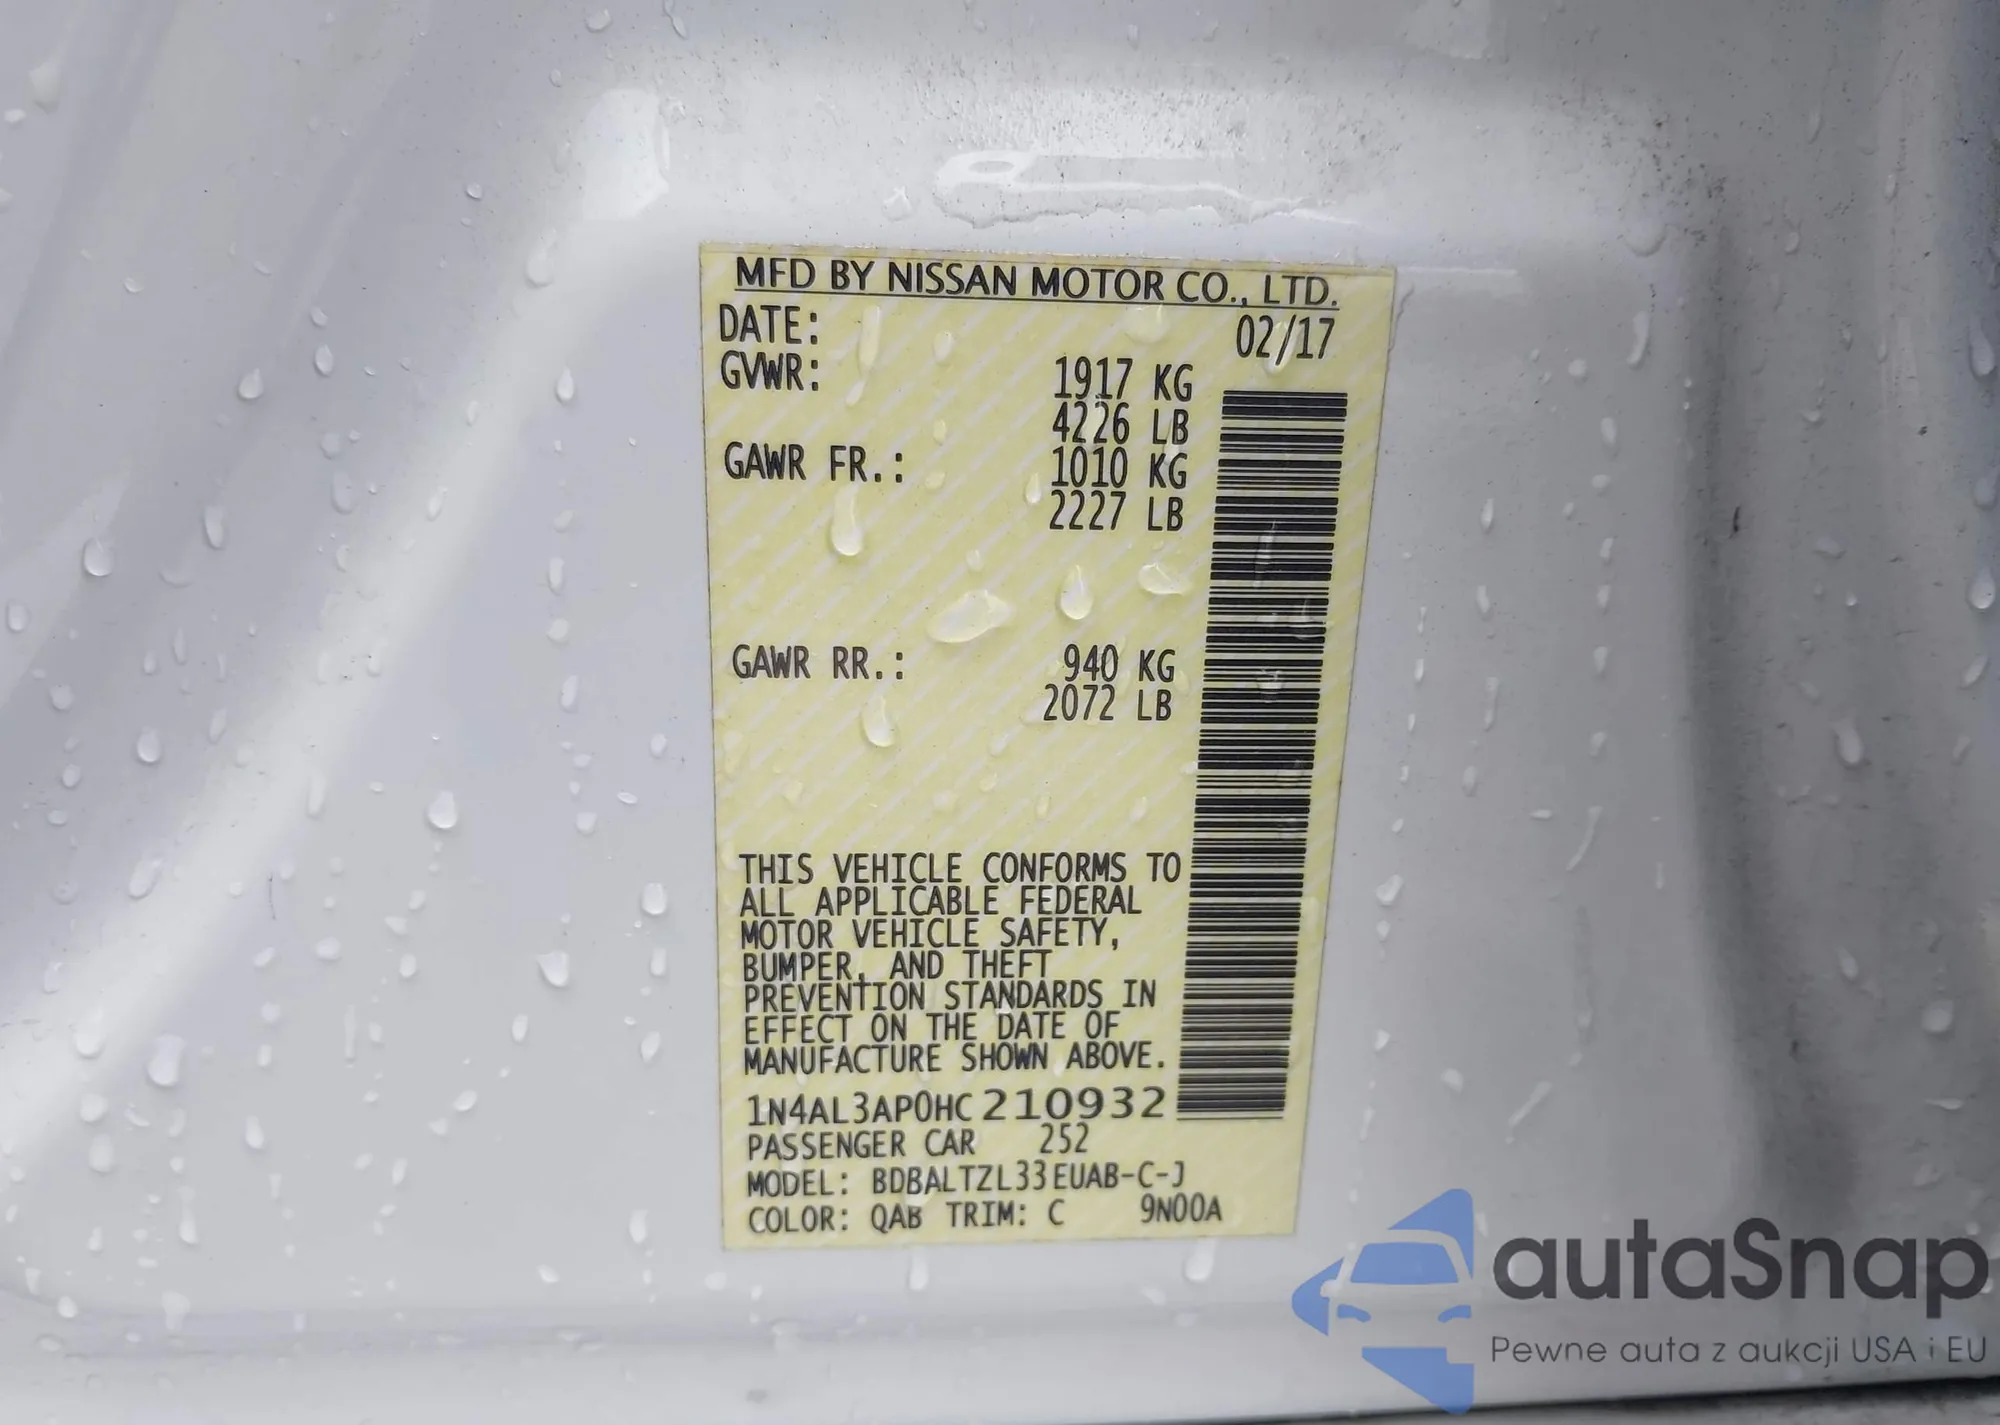 MFD BY NISSAN MOTOR CO., LTD.
DATE: 02/17
GVWR: 1917 KG
4226 LB
GAWR FR.: 1010 KG
2227 LB
GAWR RR.: 940 KG
2072 LB
THIS VEHICLE CONFORMS TO
ALL APPLICABLE FEDERAL
MOTOR VEHICLE SAFETY,
BUMPER, AND THEFT
PREVENTION STANDARDS IN
EFFECT ON THE DATE OF
MANUFACTURE SHOWN ABOVE.
1N4AL3AP0HC210932
PASSENGER CAR 252
MODEL: BDBALTZL33EUAB-C-J
COLOR: QAB TRIM: C 9N00A
autaSnap
Pewne auta z aukcji USA i EU